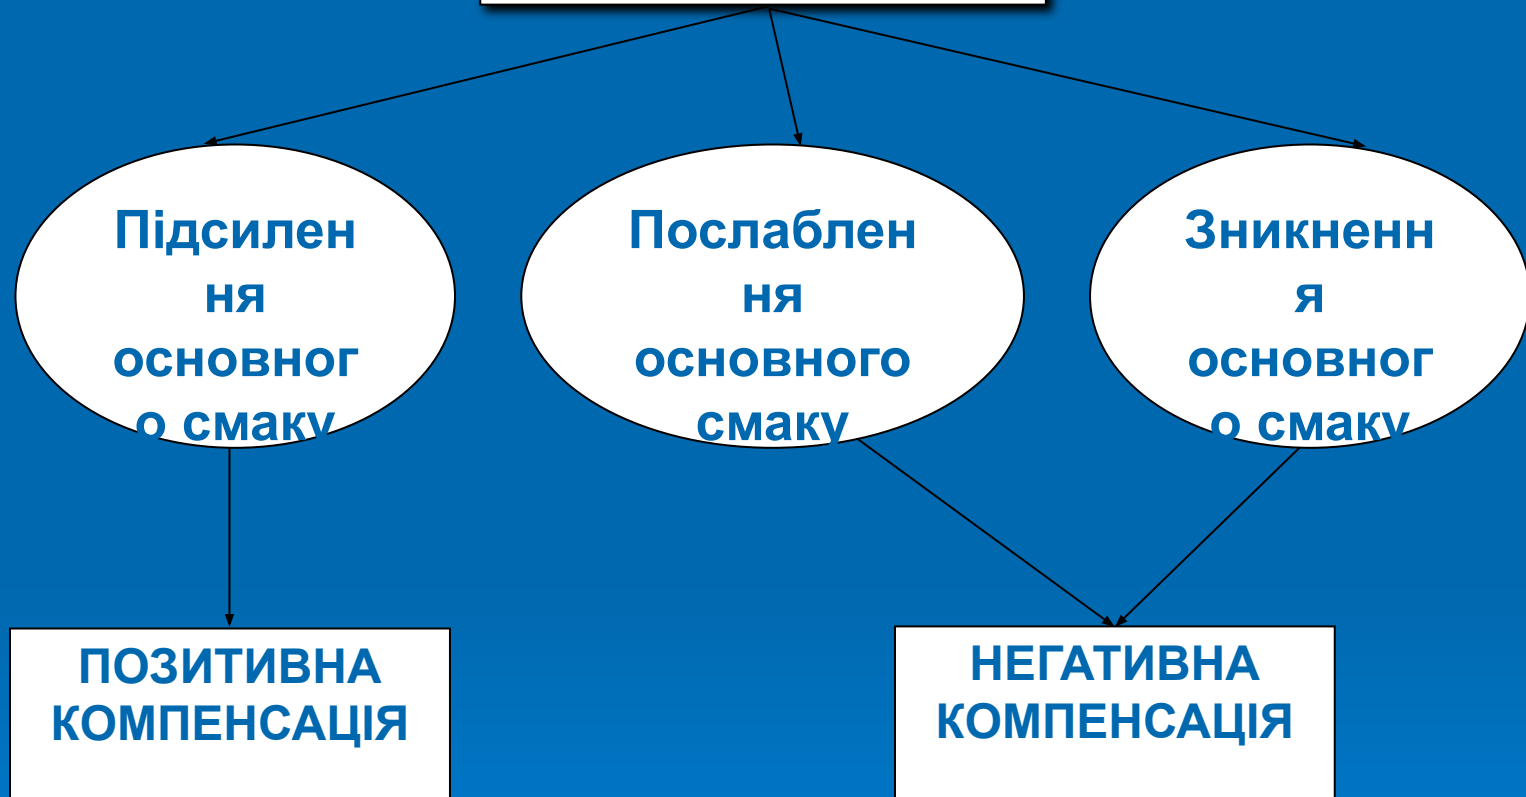 Підсилен
ня
основног
о смаку
Послаблен
ня
основного
смаку
Зникненн
я
основног
о смаку
ПОЗИТИВНА
КОМПЕНСАЦІЯ
НЕГАТИВНА
КОМПЕНСАЦІЯ